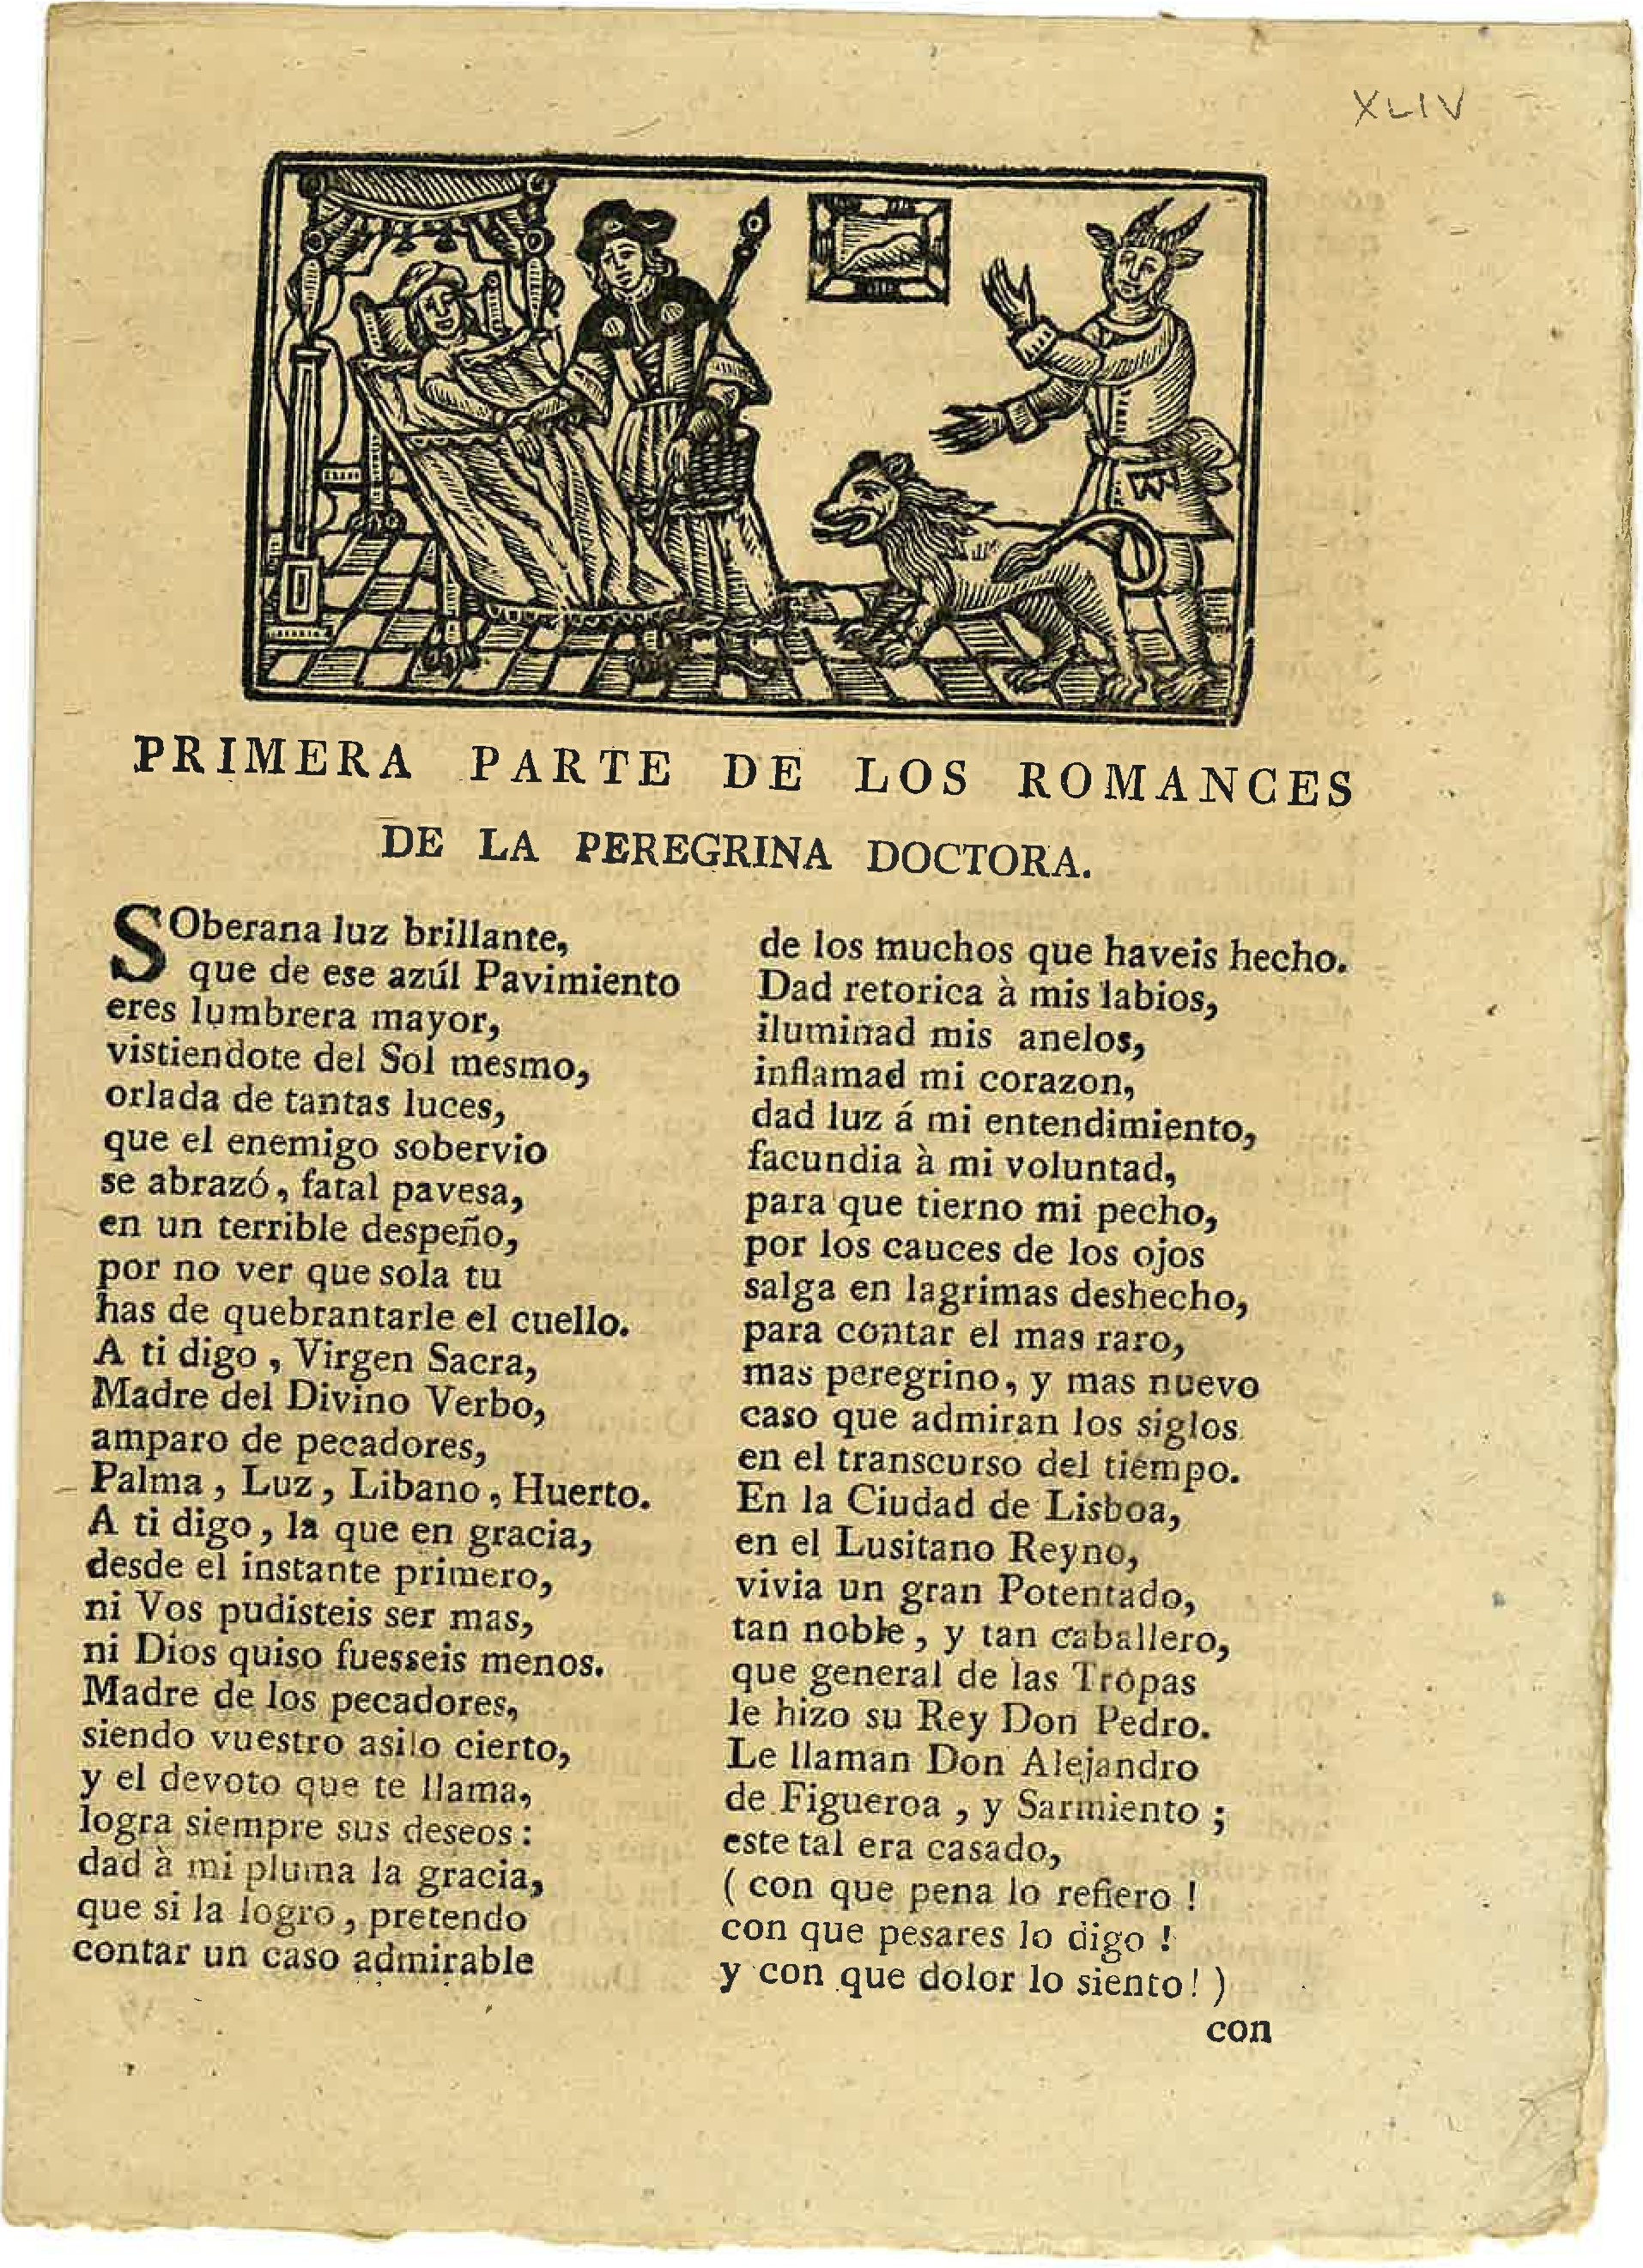 XLIV
PRIMERA PARTE DE LOS ROMANCES
DE LA PEREGRINA DOCTORA.
SOberana luz brillante,
que de ese azúl Pavimiento
eres lumbrera mayor,
vistiendote del Sol mesmo,
orlada de tantas luces,
que el enemigo sobervio
se abrazó, fatal pavesa,
en un terrible despeño,
por no ver que sola tu
has de quebrantarle el cuello.
A ti digo, Virgen Sacra,
Madre del Divino Verbo,
amparo de pecadores,
Palma, Luz, Libano, Huerto.
A ti digo, la que en gracia,
desde el instante primero,
ni Vos pudisteis ser mas,
ni Dios quiso fuesseis menos.
Madre de los pecadores,
siendo vuestro asilo cierto,
y el devoto que te llama,
logra siempre sus deseos:
dad à mi pluma la gracia,
que si la logro, pretendo
contar un caso admirable
de los muchos que haveis hecho.
Dad retorica à mis labios,
iluminad mis anelos,
inflamad mi corazon,
dad luz á mi entendimiento,
facundia à mi voluntad,
para que tierno mi pecho,
por los cauces de los ojos
salga en lagrimas deshecho,
para contar el mas raro,
mas peregrino, y mas nuevo
caso que admiran los siglos
en el transcurso del tiempo.
En la Ciudad de Lisboa,
en el Lusitano Reyno,
vivia un gran Potentado,
tan noble, y tan caballero,
que general de las Tropas
le hizo su Rey Don Pedro.
Le llaman Don Alejandro
de Figueroa, y Sarmiento;
este tal era casado,
( con que pena lo refiero !
con que pesares lo digo !
y con que dolor lo siento! )
con